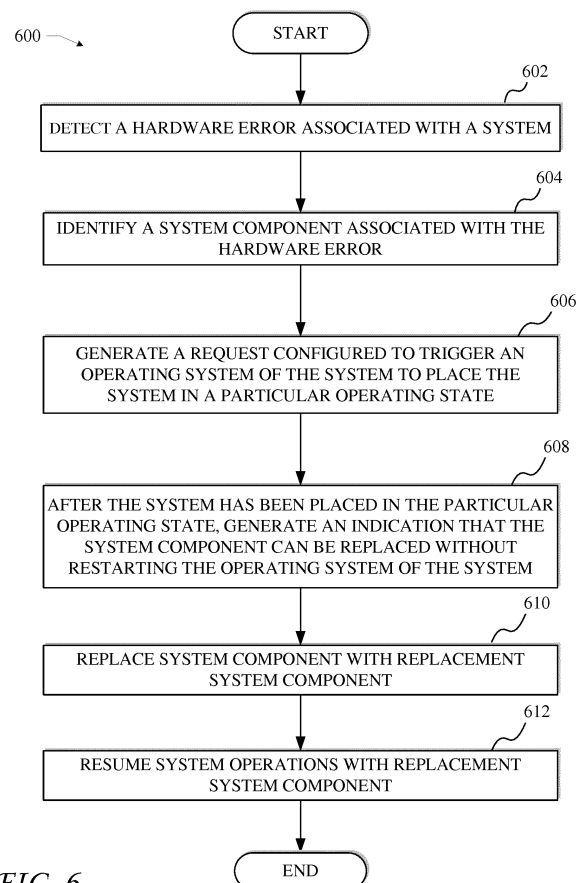 600
START
602
DETECT A HARDWARE ERROR ASSOCIATED WITH A SYSTEM
604
IDENTIFY A SYSTEM COMPONENT ASSOCIATED WITH THE
HARDWARE ERROR
606
GENERATE A REQUEST CONFIGURED TO TRIGGER AN
OPERATING SYSTEM OF THE SYSTEM TO PLACE THE
SYSTEM IN A PARTICULAR OPERATING STATE
608
AFTER THE SYSTEM HAS BEEN PLACED IN THE PARTICULAR
OPERATING STATE, GENERATE AN INDICATION THAT THE
SYSTEM COMPONENT CAN BE REPLACED WITHOUT
RESTARTING THE OPERATING SYSTEM OF THE SYSTEM
610
REPLACE SYSTEM COMPONENT WITH REPLACEMENT
SYSTEM COMPONENT
612
RESUME SYSTEM OPERATIONS WITH REPLACEMENT
SYSTEM COMPONENT
END
FIG. 6